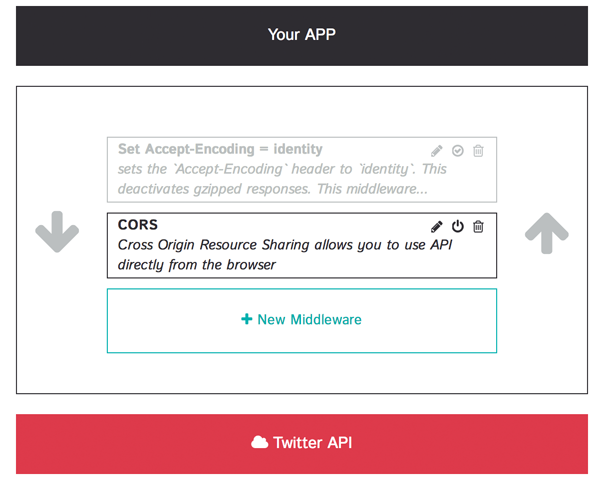 Your APP
Set Accept-Encoding = identity
sets the `Accept-Encoding` header to `identity`. This
deactivates gzipped responses. This middleware...
CORS
Cross Origin Resource Sharing allows you to use API
directly from the browser
+ New Middleware
Twitter API